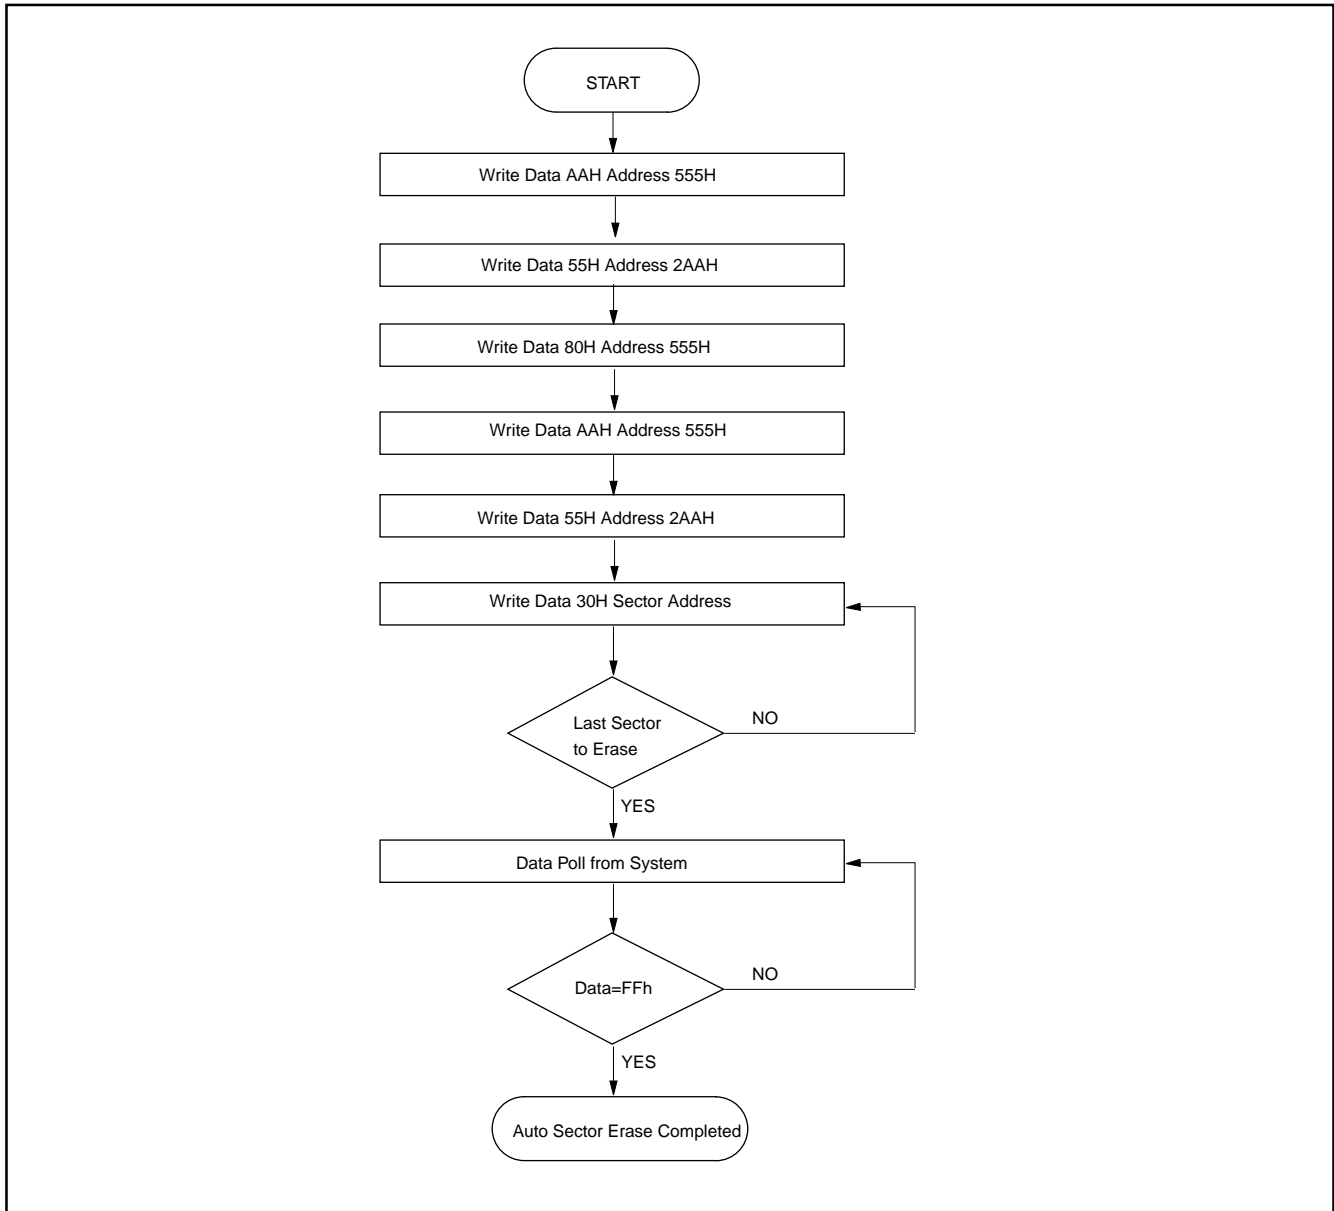 START
Write Data AAH Address 555H
Write Data 55H Address 2AAH
Write Data 80H Address 555H
Write Data AAH Address 555H
Write Data 55H Address 2AAH
Write Data 30H Sector Address
Last Sector
to Erase
NO
YES
Data Poll from System
Data=FFh
NO
YES
Auto Sector Erase Completed